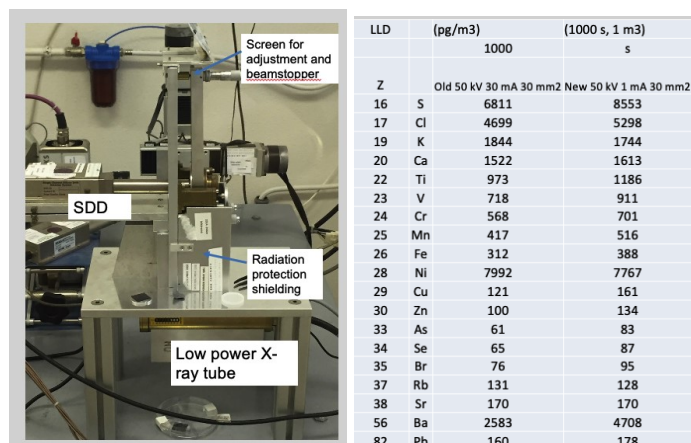 Screen for
adjustment and
beamstopper
SDD
Radiation
protection
shielding
Low power X-
ray tube
LLD (pg/m3) (1000 s, 1 m3)
1000 s
Z Old 50 kV 30 mA 30 mm2 New 50 kV 1 mA 30 mm2
16 S 6811 8553
17 Cl 4699 5298
19 K 1844 1744
20 Ca 1522 1613
22 Ti 973 1186
23 V 718 911
24 Cr 568 701
25 Mn 417 516
26 Fe 312 388
28 Ni 7992 7767
29 Cu 121 161
30 Zn 100 134
33 As 61 83
34 Se 65 87
35 Br 76 95
37 Rb 131 128
38 Sr 170 170
56 Ba 2583 4708
82 Pb 160 178